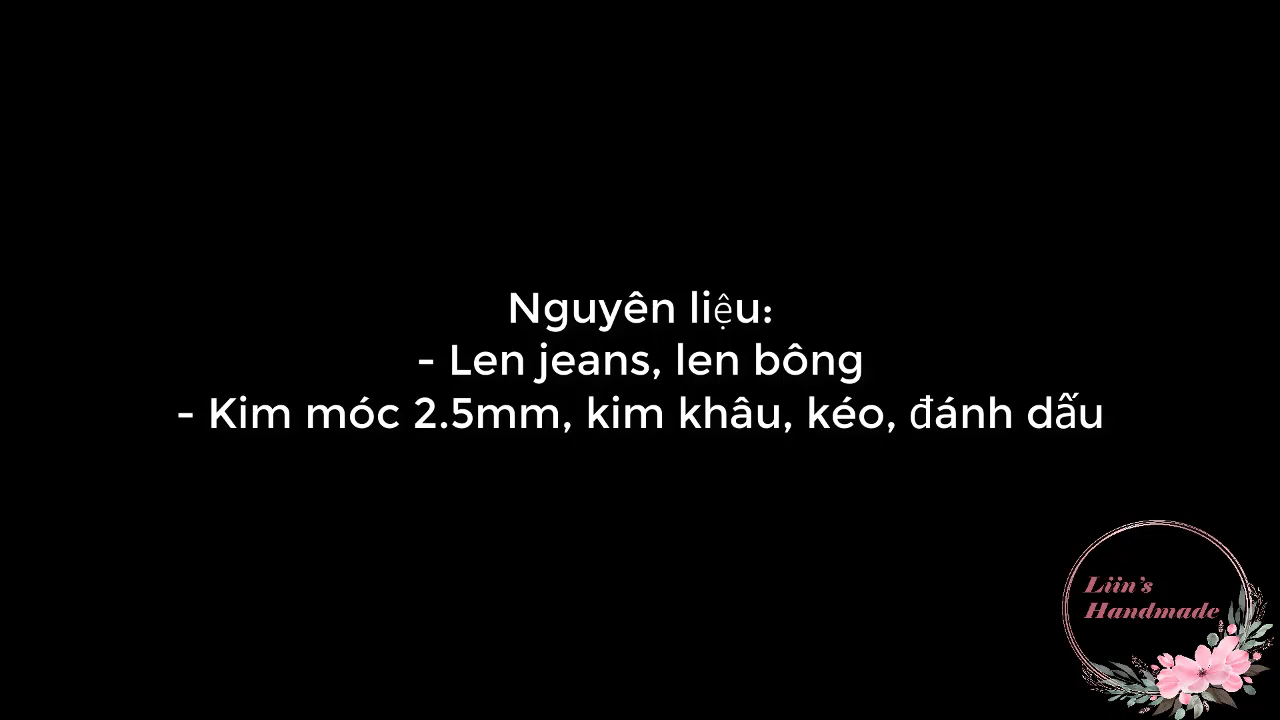 Nguyên liệu:
- Len jeans, len bông
- Kim móc 2.5mm, kim khâu, kéo, đánh dấu
Liin's
Handmade